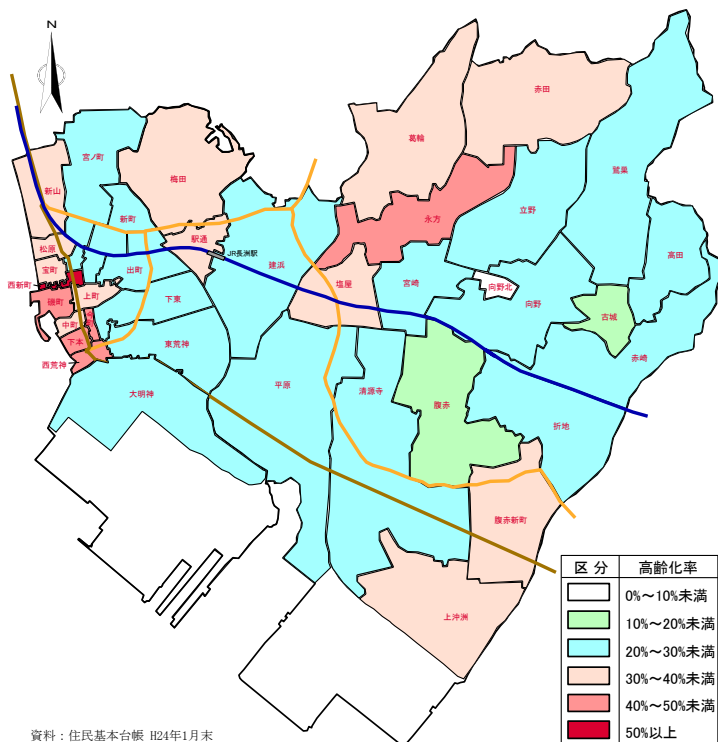 N
赤田
葛輪
宮ノ町
梅田
鷲巣
新山
立野
新町
永方
駅通
松原
JR長洲駅
高田
建浜
出町
宝町
塩屋
宮崎
西新町
向野北
上町
磯町
下東
向野
古城
中町
下本
東荒神
赤崎
西荒神
平原
清源寺
大明神
腹赤
折地
腹赤新町
上沖洲
区 分 高齢化率
0%～10%未満
10%～20%未満
20%～30%未満
30%～40%未満
40%～50%未満
50%以上
資料：住民基本台帳 H24年1月末